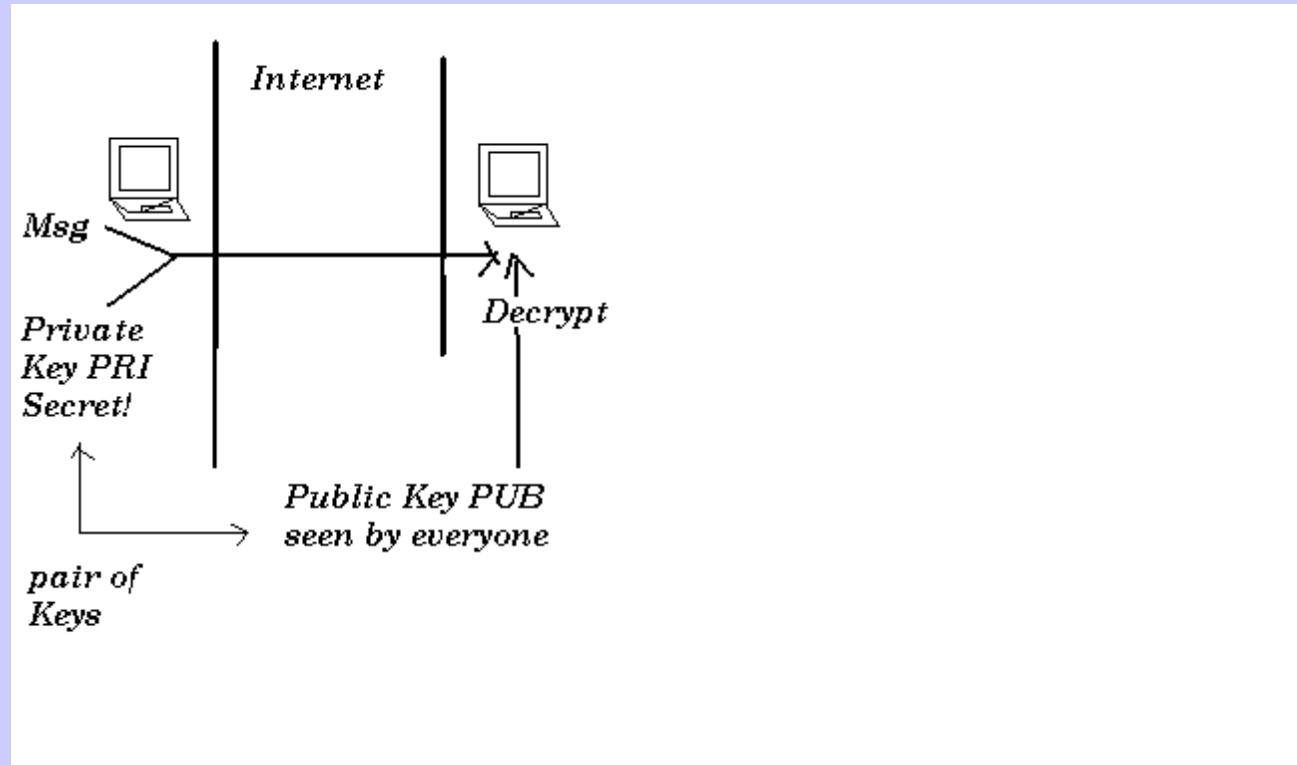 Internet
Msg
Decrypt
Private
Key PRI
Secret!
Public Key PUB
seen by everyone
pair of
Keys